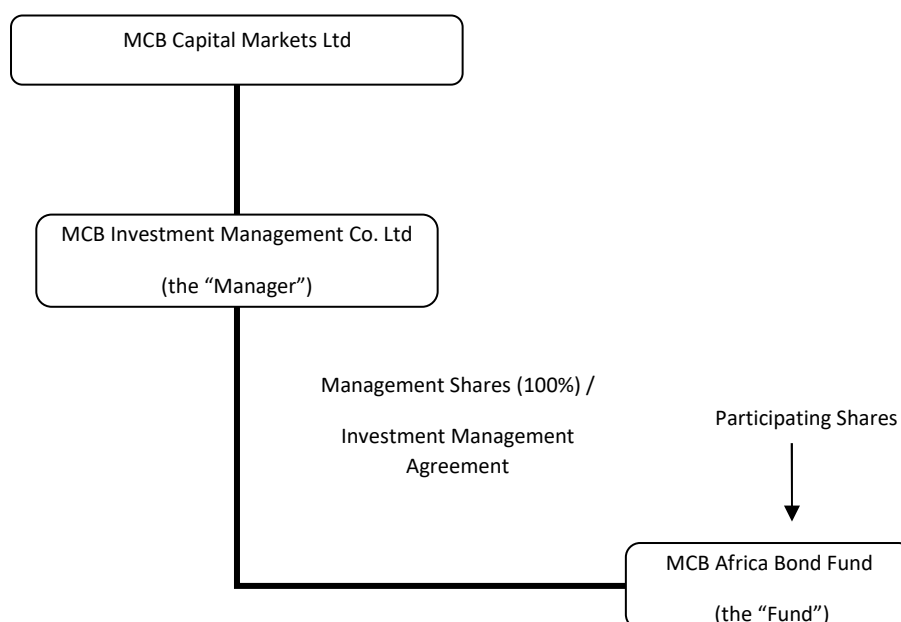 MCB Capital Markets Ltd
MCB Investment Management Co. Ltd
(the “Manager”)
Management Shares (100%) /
Investment Management
Agreement
Participating Shares
MCB Africa Bond Fund
(the “Fund”)